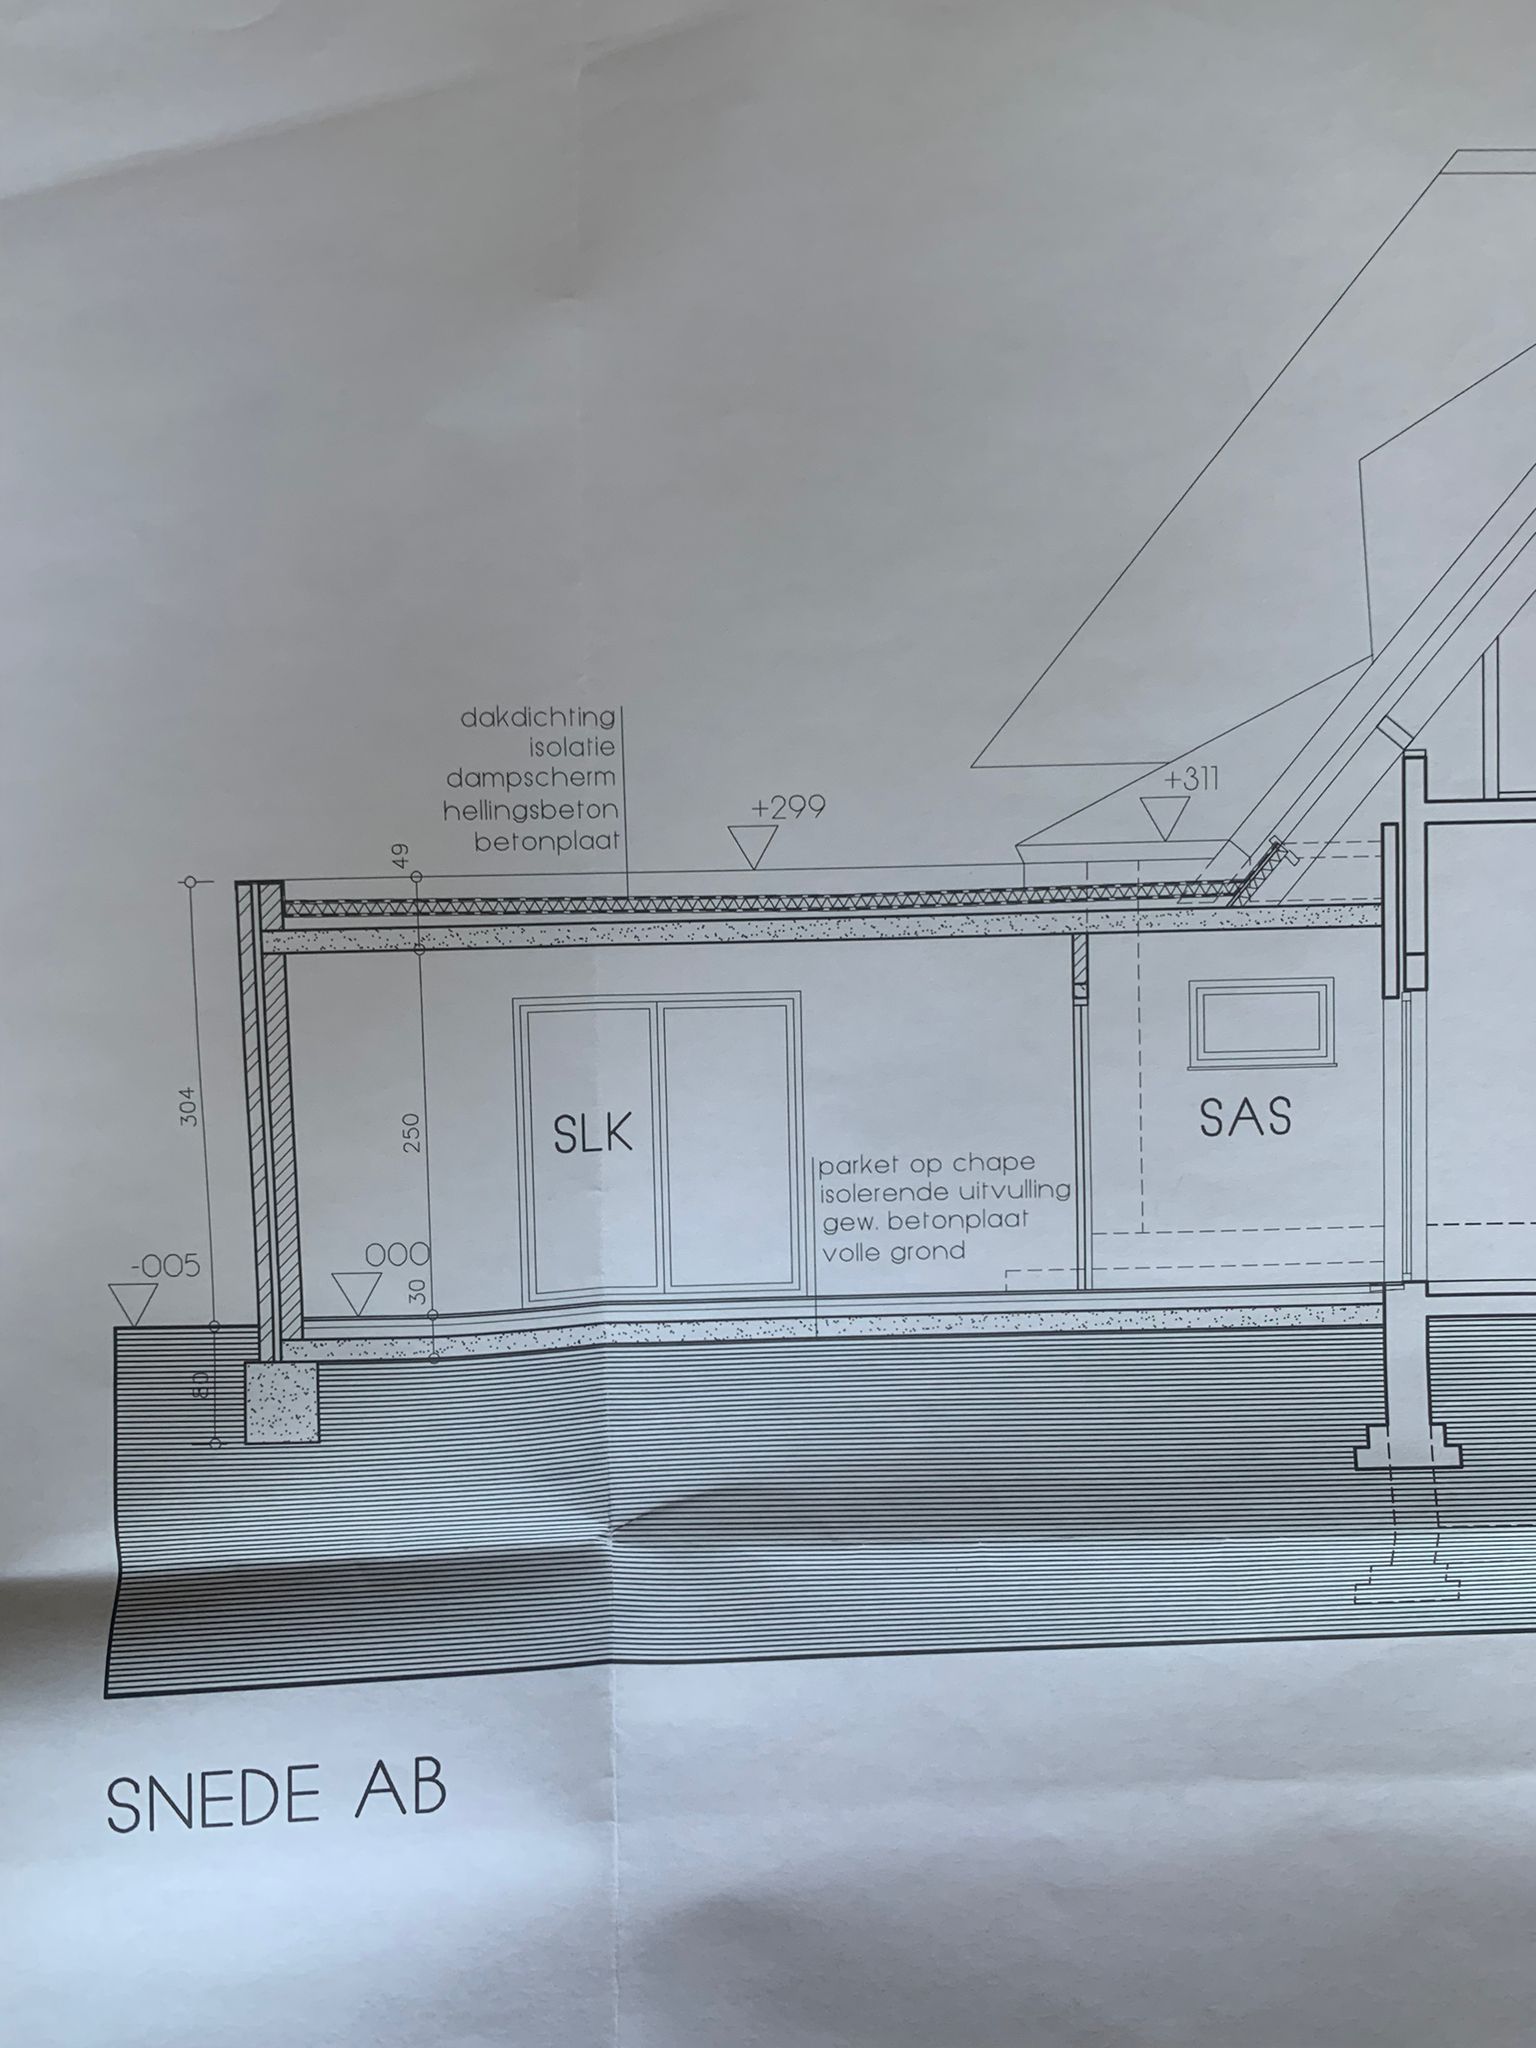 dakdichting
isolatie
dampscherm
hellingsbeton
betonplaat
+299
+311
49
304
250
SLK
SAS
parket op chape
isolerende uitvulling
gew. betonplaat
volle grond
-005
000
30
80
SNEDE AB